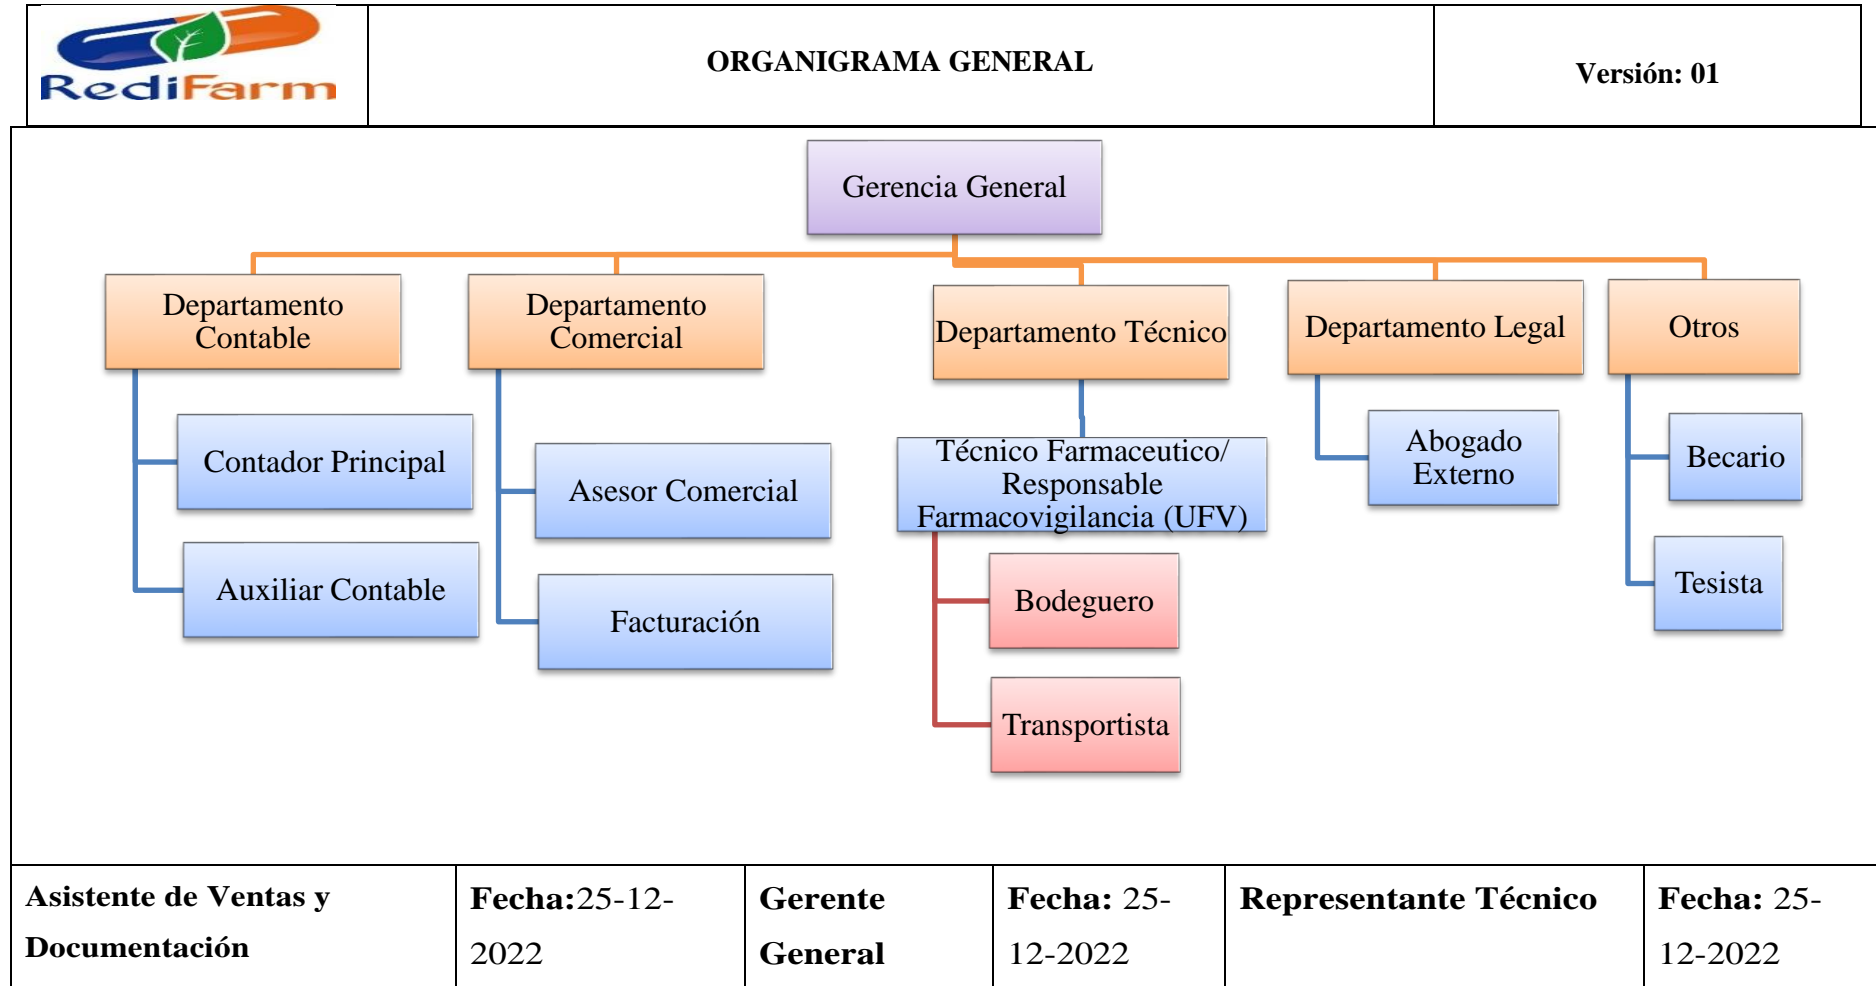 RediFarm
ORGANIGRAMA GENERAL
Versión: 01
Gerencia General
Departamento
Contable
Departamento
Comercial
Departamento Técnico
Departamento Legal
Otros
Contador Principal
Auxiliar Contable
Asesor Comercial
Facturación
Técnico Farmaceutico/
Responsable
Farmacovigilancia (UFV)
Bodeguero
Transportista
Abogado
Externo
Becario
Tesista
Asistente de Ventas y
Documentación
Fecha:25-12-
2022
Gerente
General
Fecha: 25-
12-2022
Representante Técnico
Fecha: 25-
12-2022